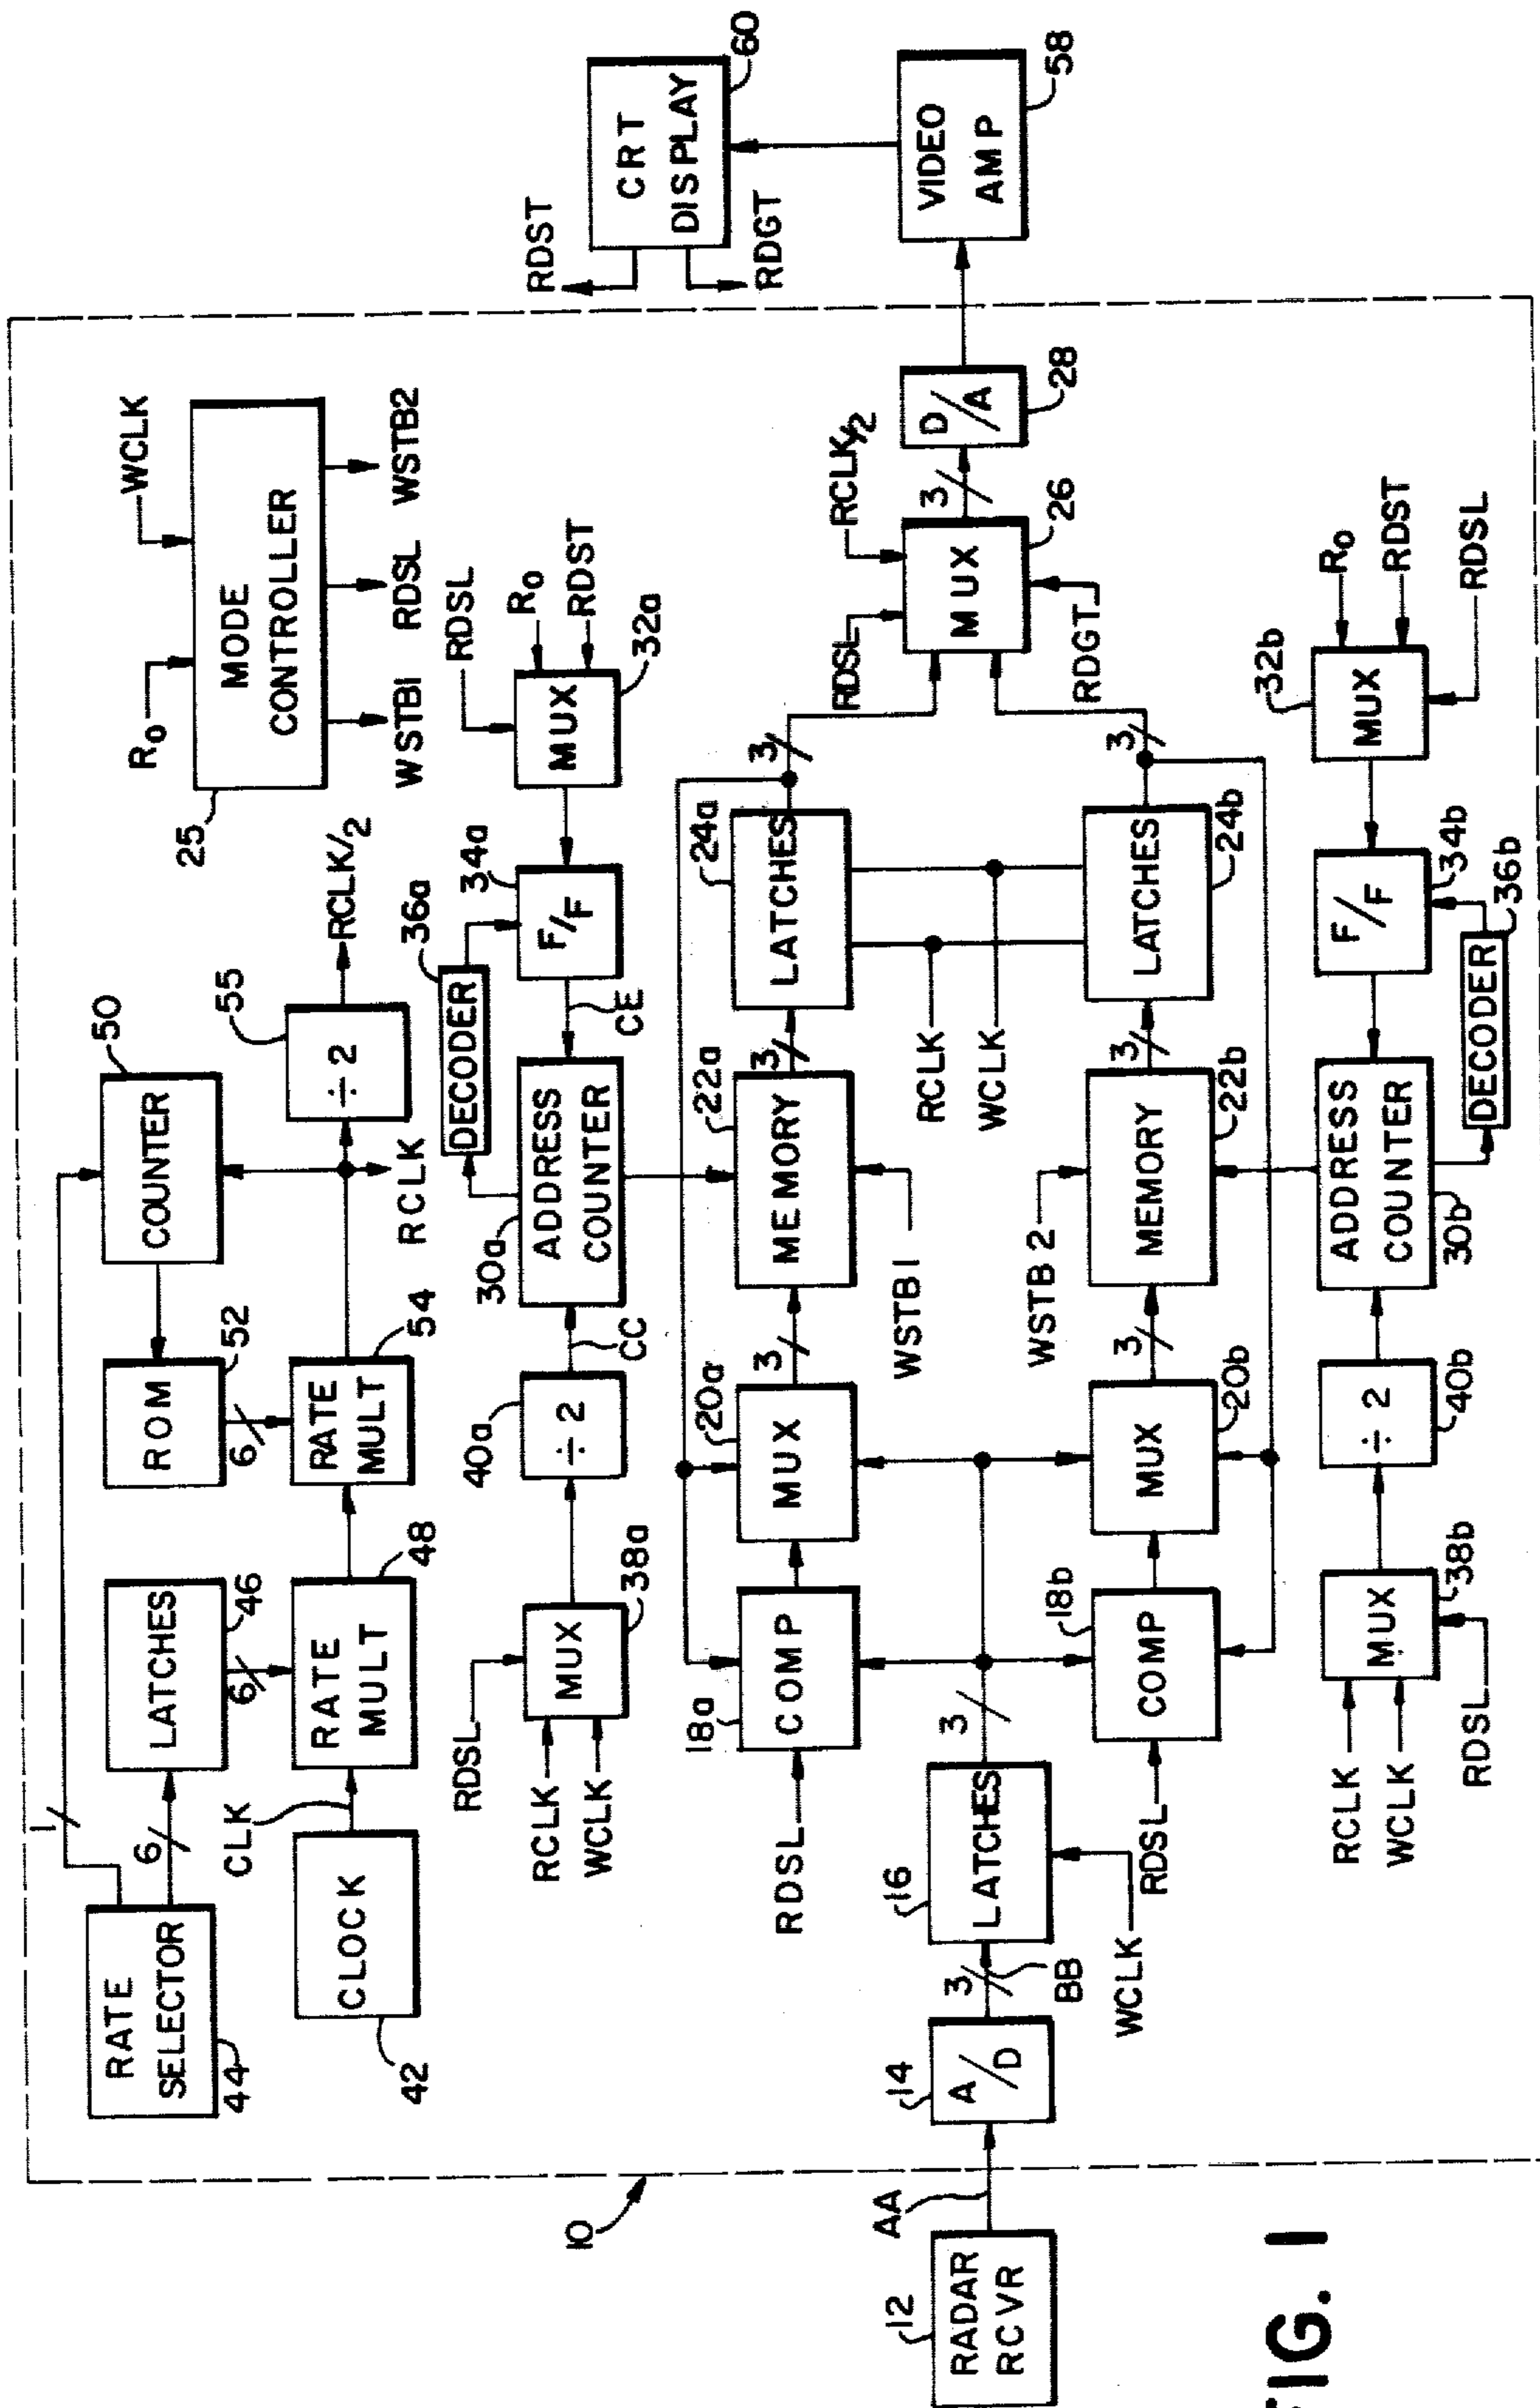 RATE
SELECTOR
44
1
6
LATCHES
46
6
CLOCK
42
CLK
RATE
MULT
48
ROM
52
6
RATE
MULT
54
COUNTER
50
RCLK
÷2
55
RCLK/2
R0
WCLK
MODE
CONTROLLER
25
WSTB1
RDSL
WSTB2
RDSL
RCLK
WCLK
MUX
38a
÷2
40a
CC
ADDRESS
COUNTER
30a
DECODER
36a
CE
F/F
34a
RDSL
MUX
32a
R0
RDST
10
RADAR
RCVR
12
AA
A/D
14
3
BB
LATCHES
16
WCLK
3
RDSL
COMP
18a
MUX
20a
3
MEMORY
22a
WSTB1
3
LATCHES
24a
3
RCLK
WCLK
RDSL
COMP
18b
MUX
20b
3
WSTB2
MEMORY
22b
3
LATCHES
24b
3
RDSL
RCLK/2
MUX
26
RDGT
3
D/A
28
VIDEO
AMP
58
CRT
DISPLAY
60
RDST
RDGT
RCLK
WCLK
RDSL
MUX
38b
÷2
40b
ADDRESS
COUNTER
30b
DECODER
36b
F/F
34b
MUX
32b
R0
RDST
RDSL
FIG. 1